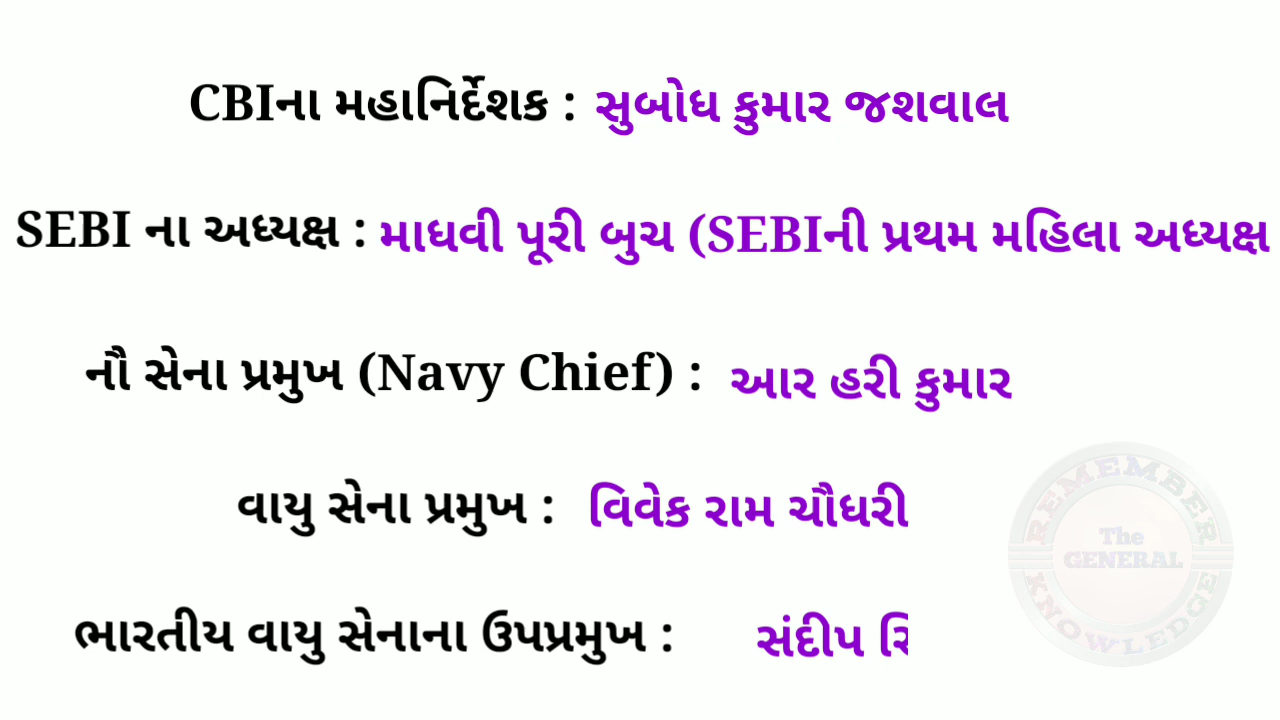 CBIના મહાનિર્દેશક : સુબોધ કુમાર જશવાલ
SEBI ના અધ્યક્ષ : માધવી પૂરી બુચ (SEBIની પ્રથમ મહિલા અધ્યક્ષ
નૌ સેના પ્રમુખ (Navy Chief) : આર હરી કુમાર
વાયુ સેના પ્રમુખ : વિવેક રામ ચૌધરી
ભારતીય વાયુ સેનાના ઉપપ્રમુખ : સંદીપ
REMEMBER
The
GENERAL
KNOWLEDGE